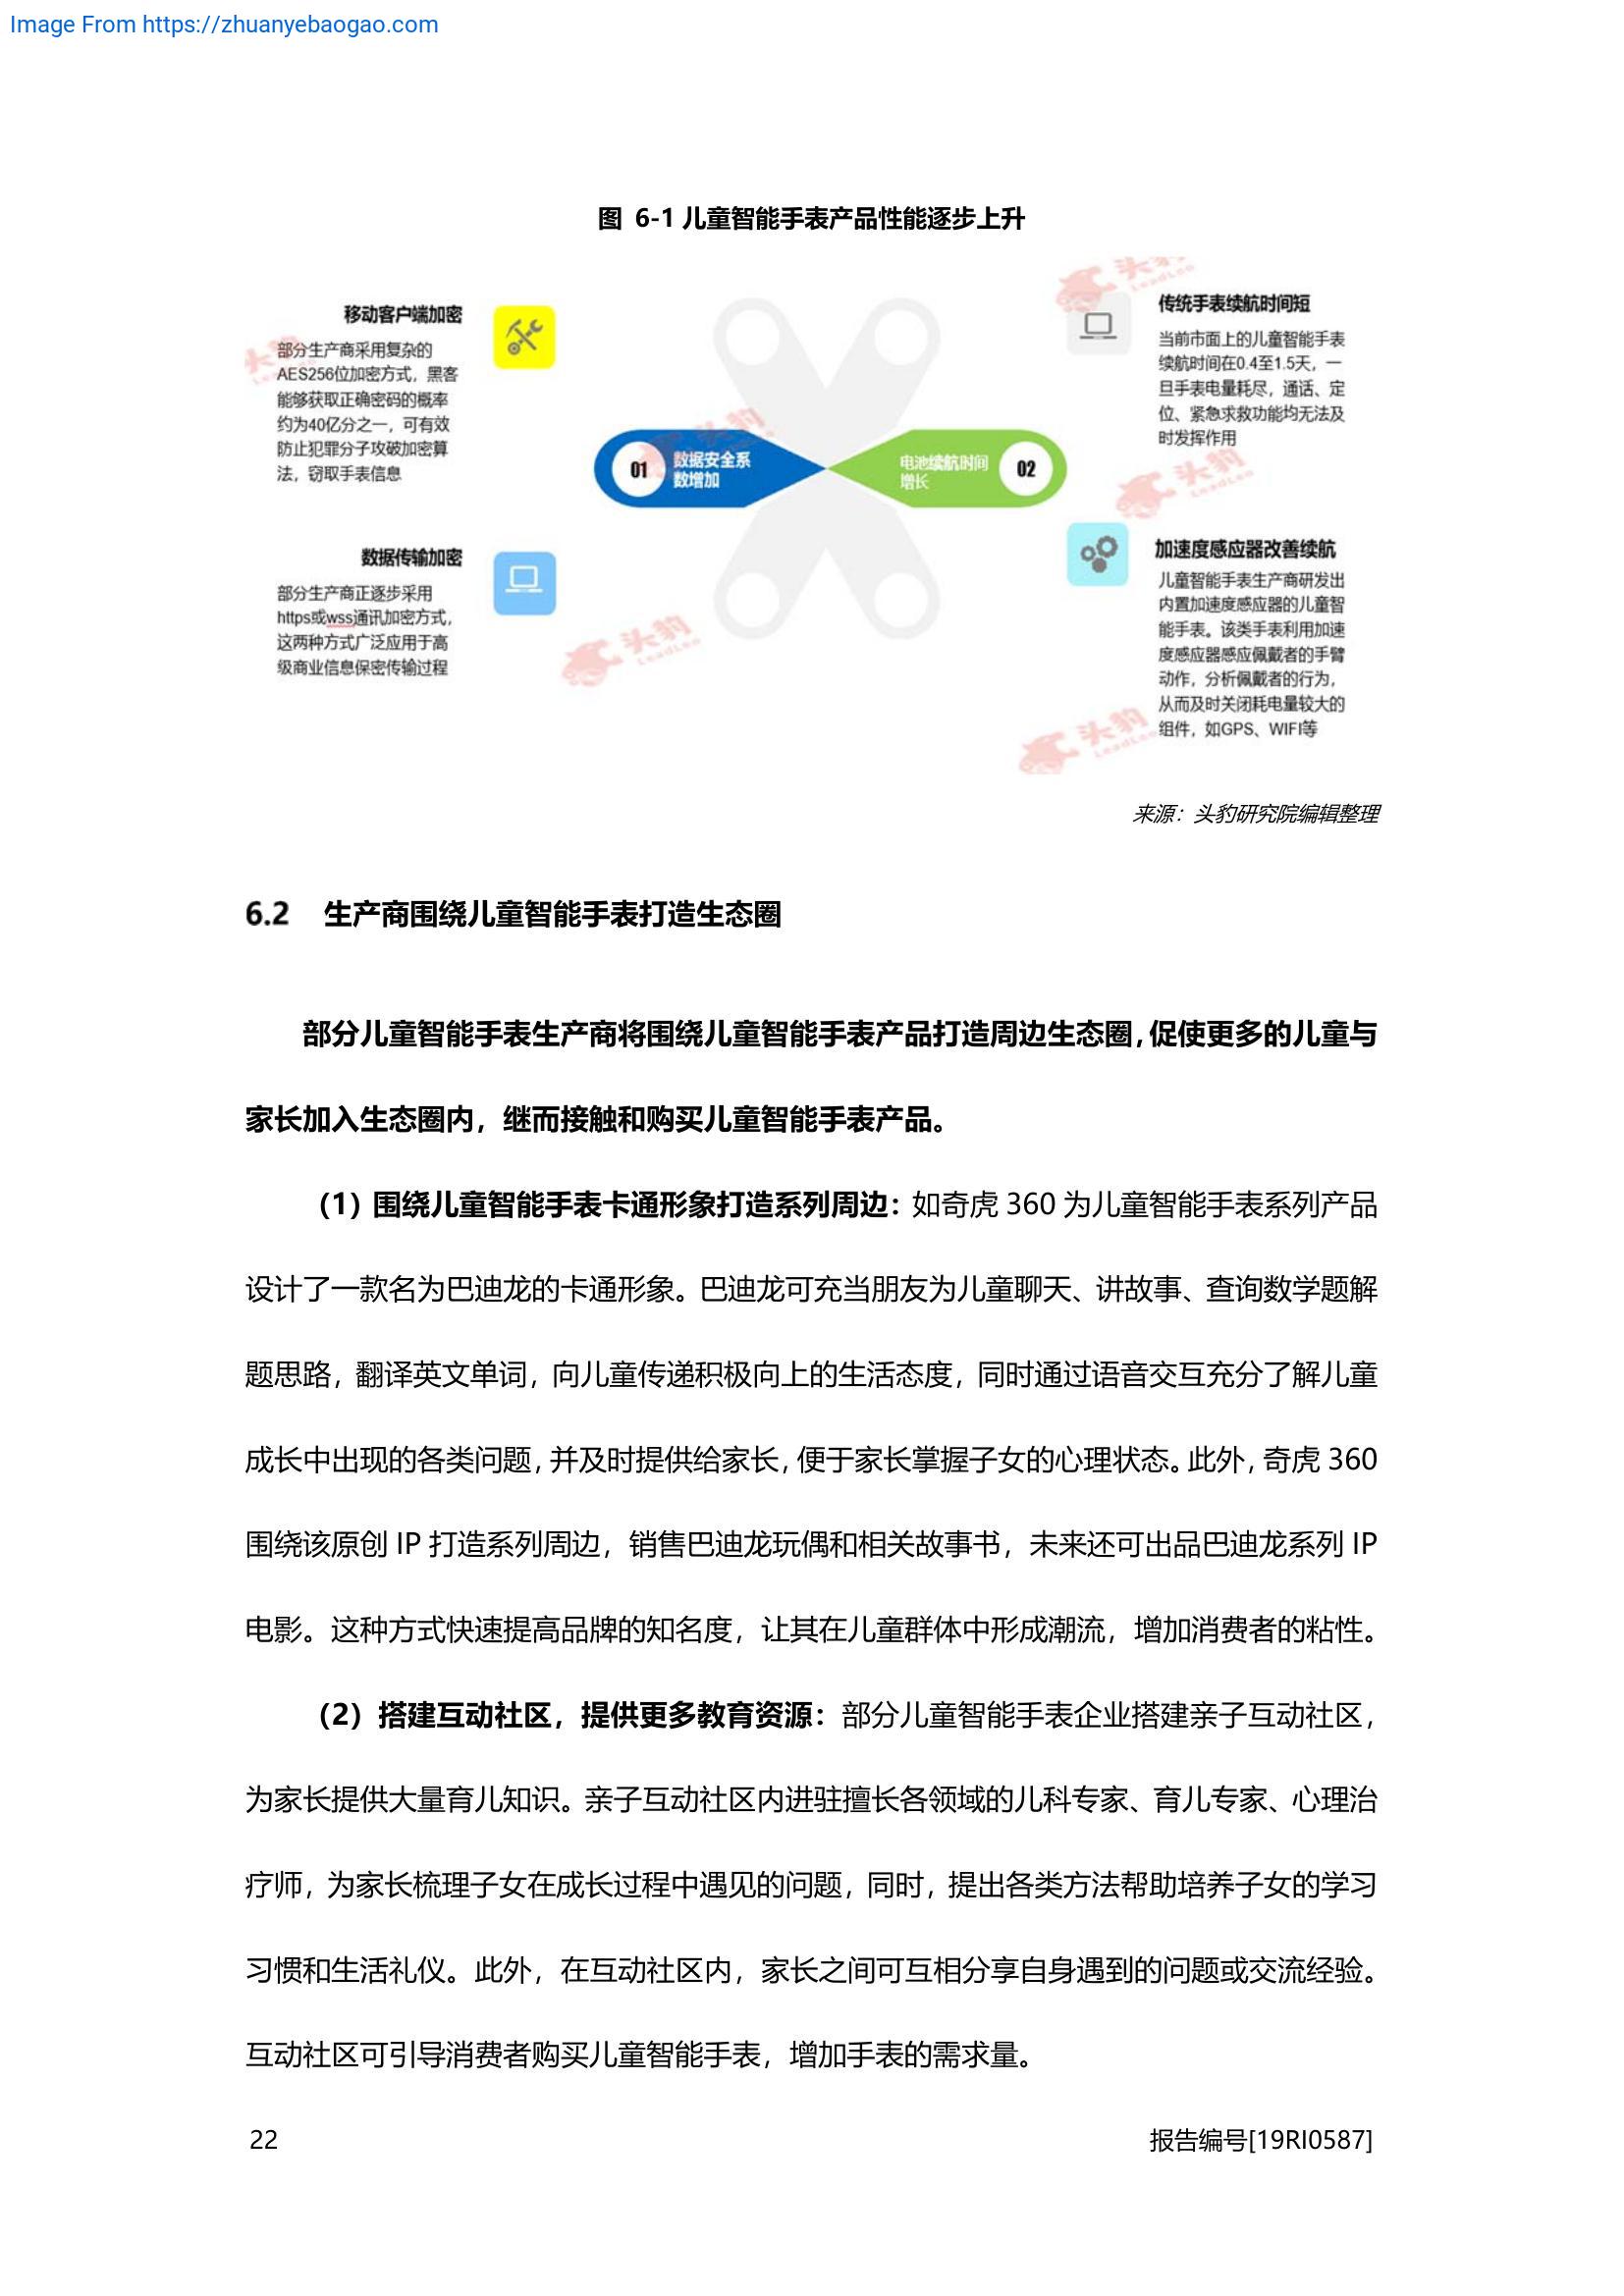 Image From https://zhuanyebaogao.com
图 6-1 儿童智能手表产品性能逐步上升
移动客户端加密
部分生产商采用复杂的
AES256位加密方式，黑客
能够获取正确密码的概率
约为40亿分之一，可有效
防止犯罪分子攻破加密算
法，窃取手表信息
数据传输加密
部分生产商正逐步采用
https或wss通讯加密方式，
这两种方式广泛应用于高
级商业信息保密传输过程
01
数据安全系
数增加
电池续航时间
增长
02
传统手表续航时间短
当前市面上的儿童智能手表
续航时间在0.4至1.5天，一
旦手表电量耗尽，通话、定
位、紧急求救功能均无法及
时发挥作用
加速度感应器改善续航
儿童智能手表生产商研发出
内置加速度感应器的儿童智
能手表。该类手表利用加速
度感应器感应佩戴者的手臂
动作，分析佩戴者的行为，
从而及时关闭耗电量较大的
组件，如GPS、WIFI等
头豹
LeadLeo
头豹
LeadLeo
头豹
头豹
LeadLeo
头豹
LeadLeo
头豹
LeadLeo
来源：头豹研究院编辑整理
6.2 生产商围绕儿童智能手表打造生态圈
部分儿童智能手表生产商将围绕儿童智能手表产品打造周边生态圈，促使更多的儿童与
家长加入生态圈内，继而接触和购买儿童智能手表产品。
（1）围绕儿童智能手表卡通形象打造系列周边：如奇虎 360 为儿童智能手表系列产品
设计了一款名为巴迪龙的卡通形象。巴迪龙可充当朋友为儿童聊天、讲故事、查询数学题解
题思路，翻译英文单词，向儿童传递积极向上的生活态度，同时通过语音交互充分了解儿童
成长中出现的各类问题，并及时提供给家长，便于家长掌握子女的心理状态。此外，奇虎 360
围绕该原创 IP 打造系列周边，销售巴迪龙玩偶和相关故事书，未来还可出品巴迪龙系列 IP
电影。这种方式快速提高品牌的知名度，让其在儿童群体中形成潮流，增加消费者的粘性。
（2）搭建互动社区，提供更多教育资源：部分儿童智能手表企业搭建亲子互动社区，
为家长提供大量育儿知识。亲子互动社区内进驻擅长各领域的儿科专家、育儿专家、心理治
疗师，为家长梳理子女在成长过程中遇见的问题，同时，提出各类方法帮助培养子女的学习
习惯和生活礼仪。此外，在互动社区内，家长之间可互相分享自身遇到的问题或交流经验。
互动社区可引导消费者购买儿童智能手表，增加手表的需求量。
22
报告编号[19RI0587]